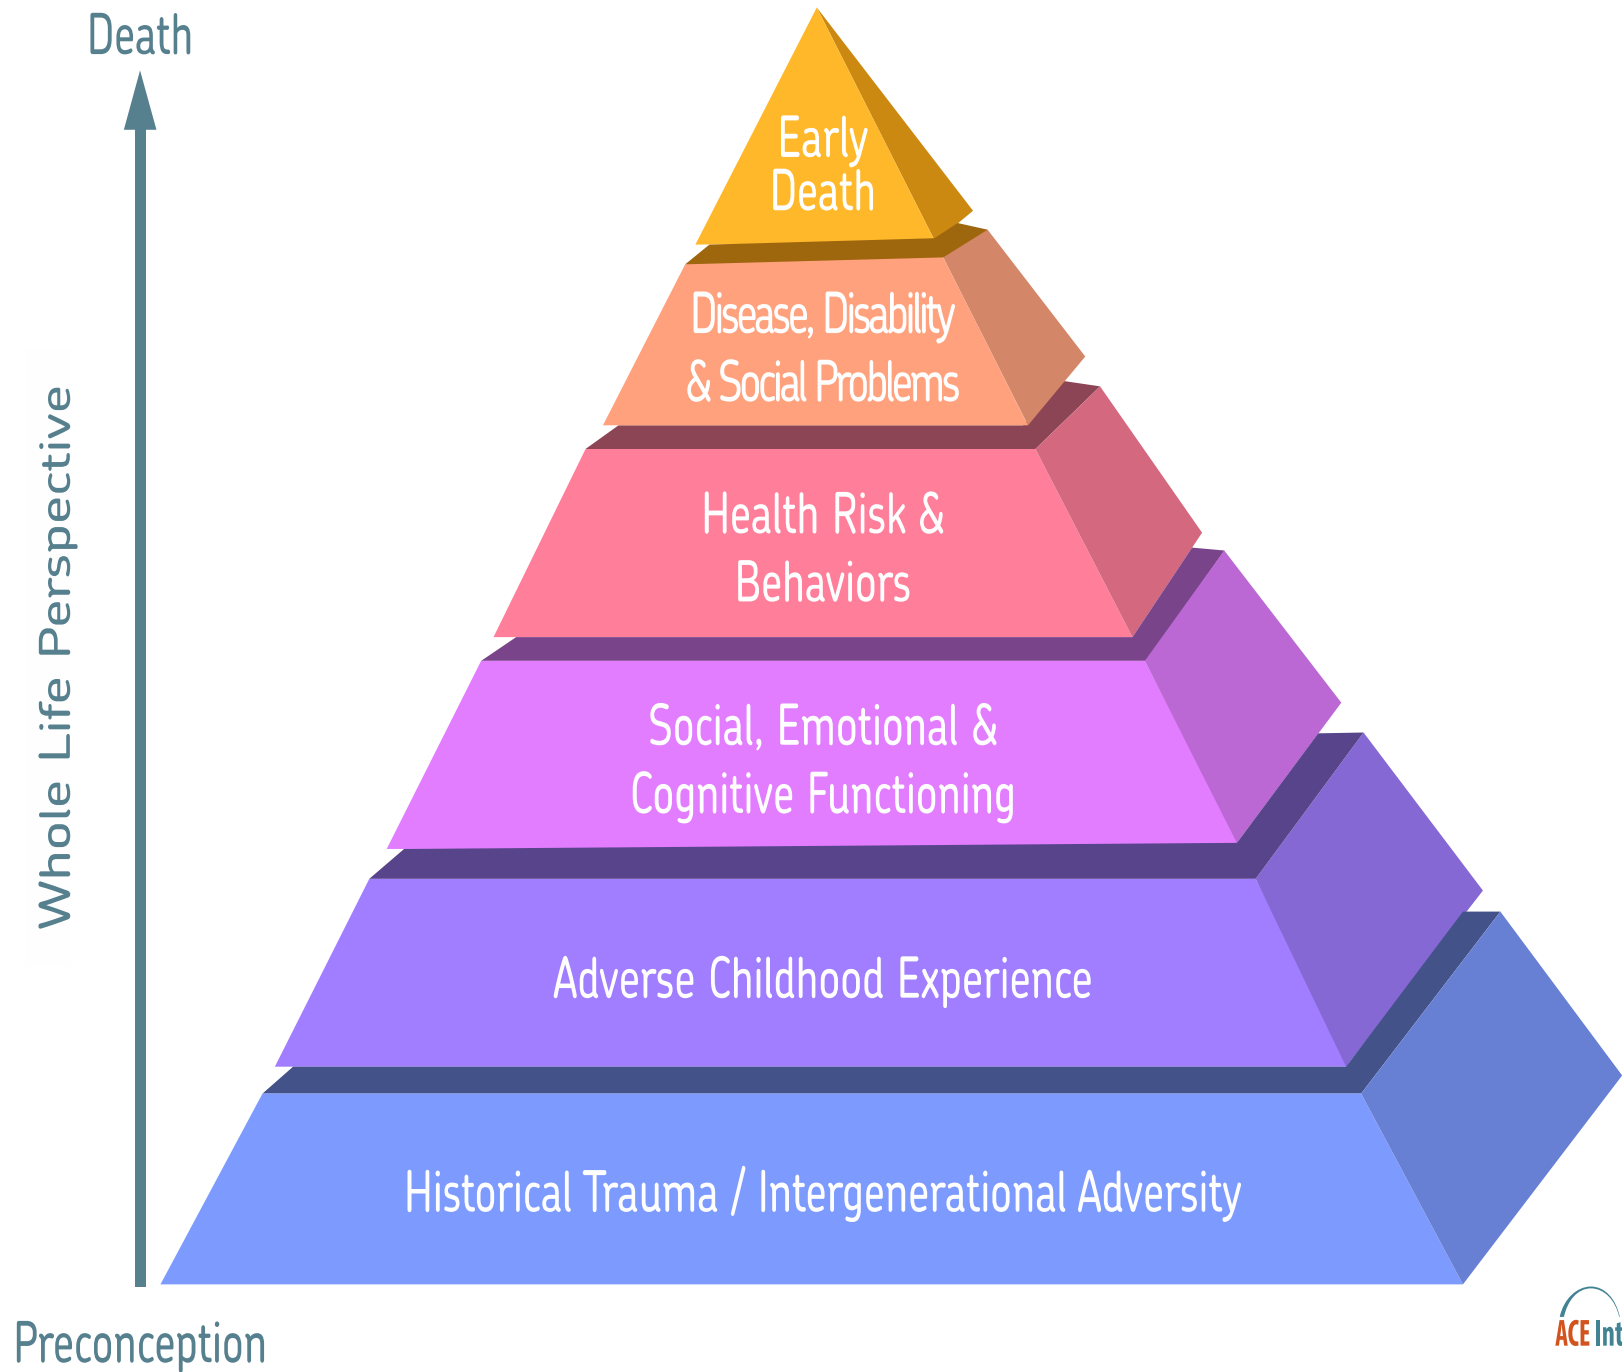 Death
Early
Death
Disease, Disability
& Social Problems
Health Risk &
Behaviors
Social, Emotional &
Cognitive Functioning
Adverse Childhood Experience
Historical Trauma / Intergenerational Adversity
Whole Life Perspective
Preconception
ACE Int